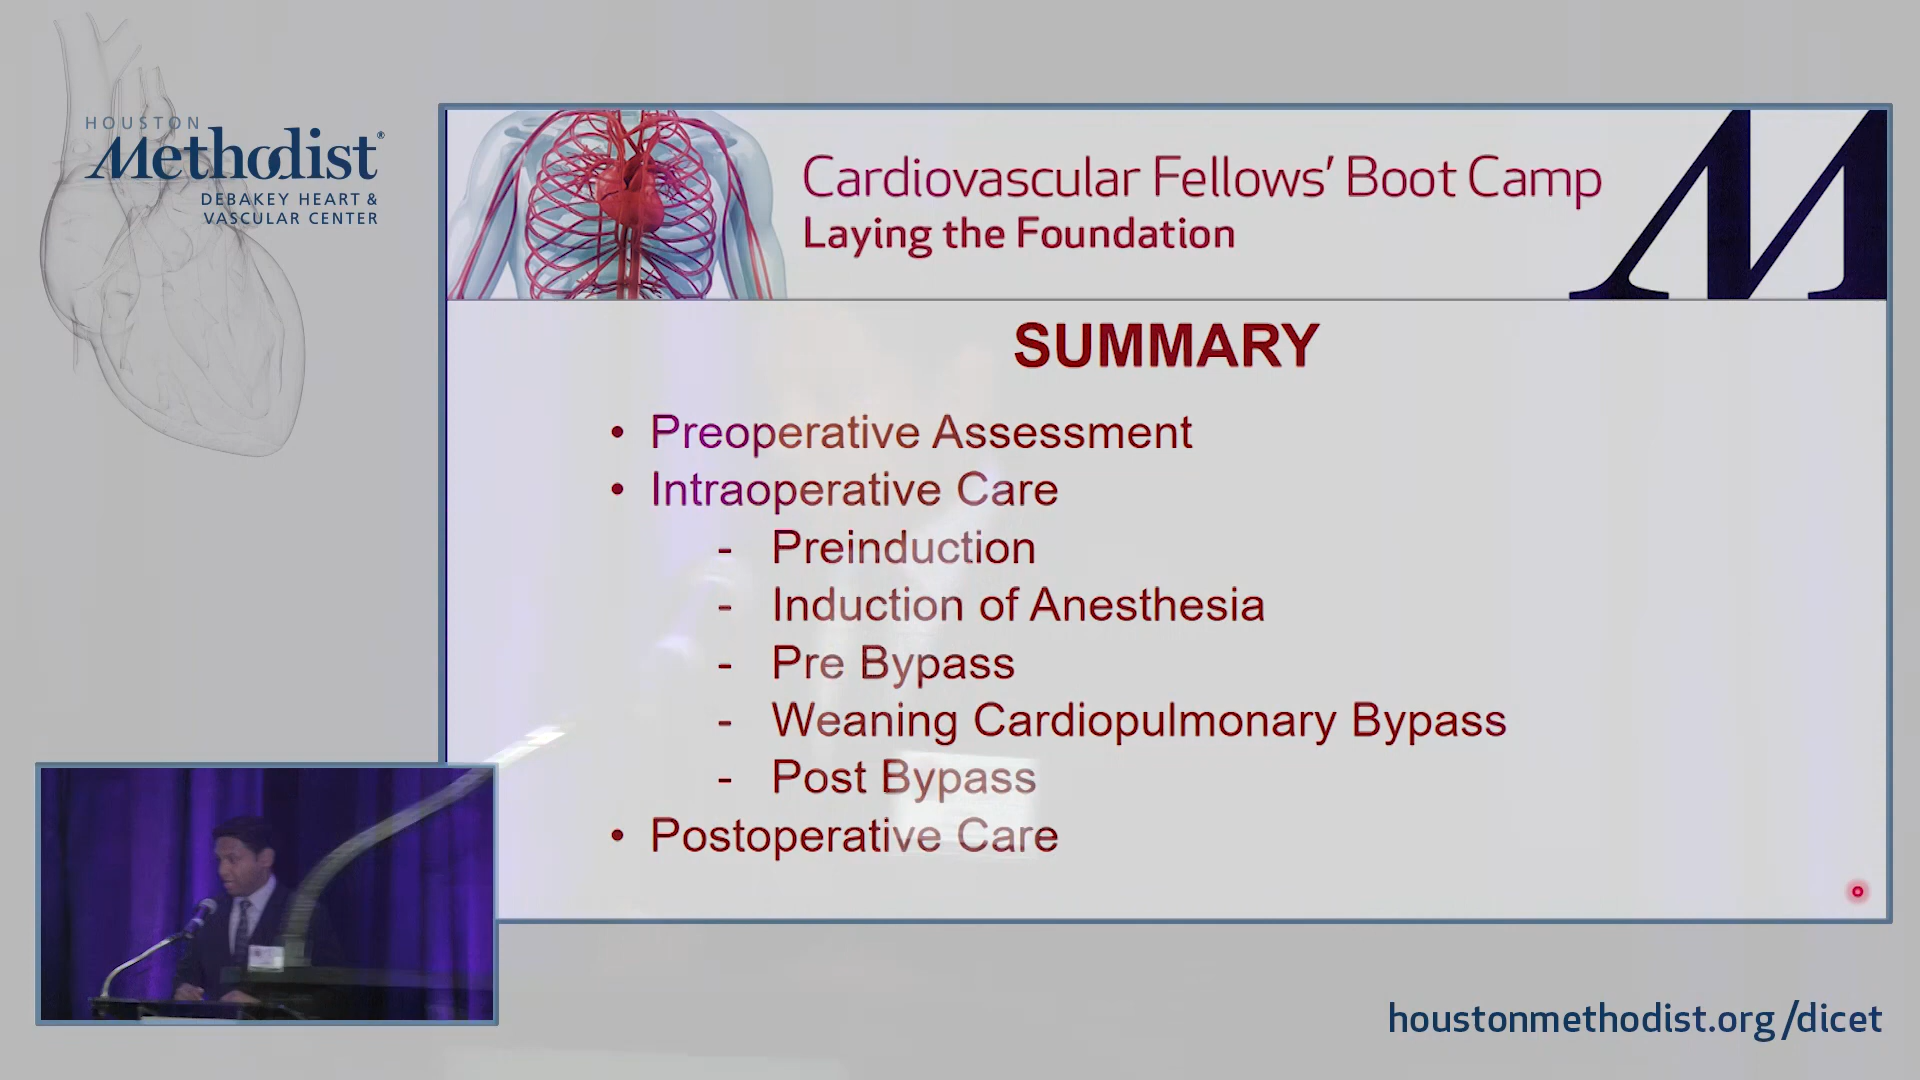 HOUSTON
Methodist®
DEBAKEY HEART &
VASCULAR CENTER
Cardiovascular Fellows' Boot Camp
Laying the Foundation
M
SUMMARY
• Preoperative Assessment
• Intraoperative Care
- Preinduction
- Induction of Anesthesia
- Pre Bypass
- Weaning Cardiopulmonary Bypass
- Post Bypass
• Postoperative Care
houstonmethodist.org/dicet